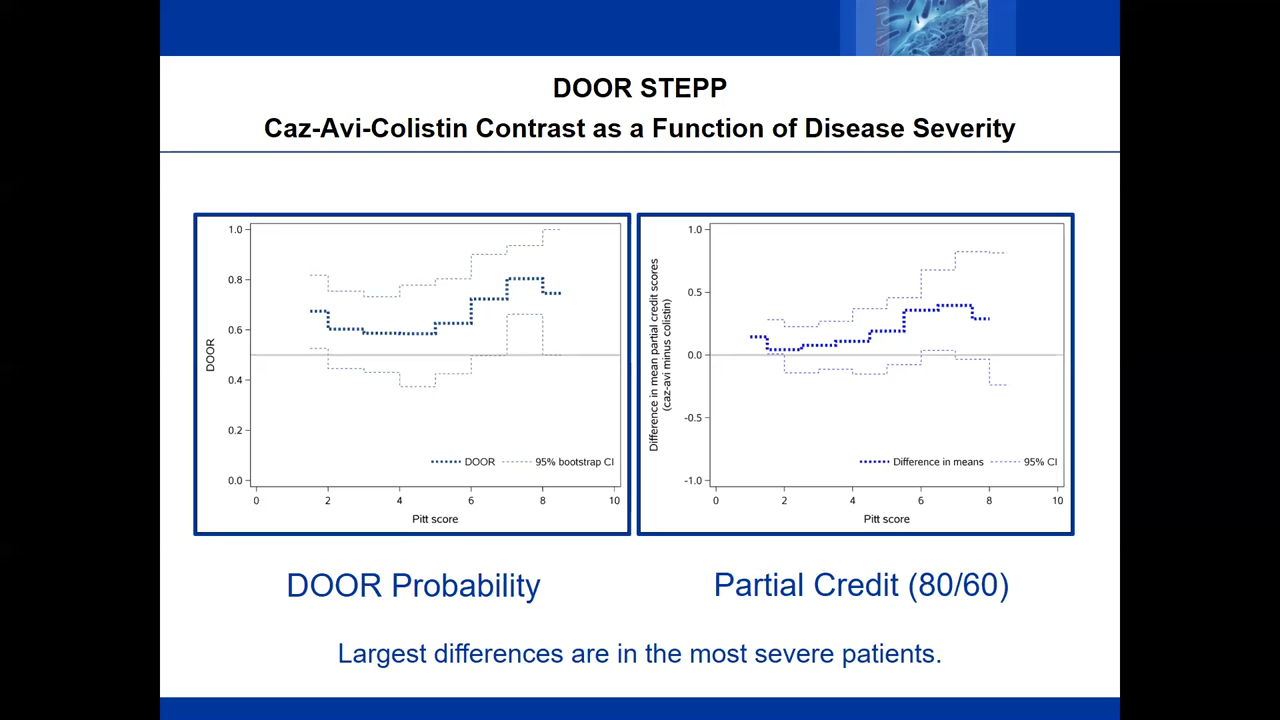 DOOR STEPP
Caz-Avi-Colistin Contrast as a Function of Disease Severity
1.0
0.8
0.6
0.4
0.2
0.0
DOOR
DOOR
95% bootstrap CI
0 2 4 6 8 10
Pitt score
1.0
0.5
0.0
-0.5
-1.0
Difference in mean partial credit scores
(caz-avi minus colistin)
Difference in means
95% CI
0 2 4 6 8 10
Pitt score
DOOR Probability
Partial Credit (80/60)
Largest differences are in the most severe patients.